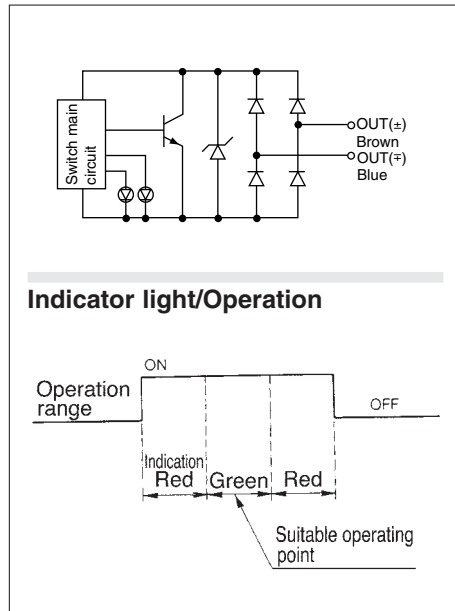 Switch main
circuit
OUT(±)
Brown
OUT(∓)
Blue
Indicator light/Operation
ON
Operation
range
OFF
Indication
Red
Green
Red
Suitable operating
point